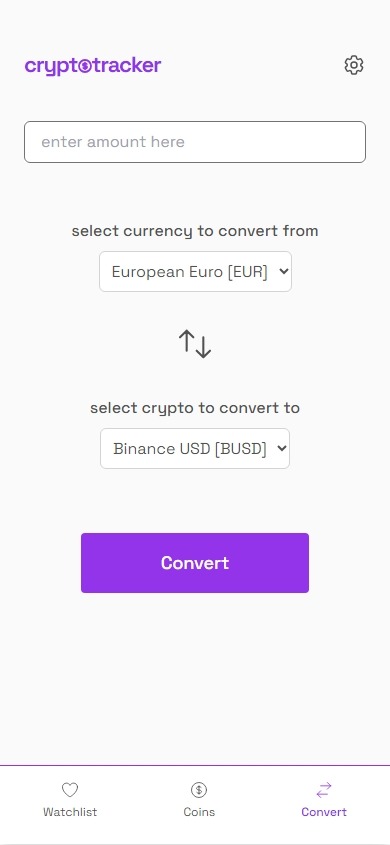 cryptotracker
enter amount here
select currency to convert from
European Euro [EUR]
select crypto to convert to
Binance USD [BUSD]
Convert
Watchlist
Coins
Convert